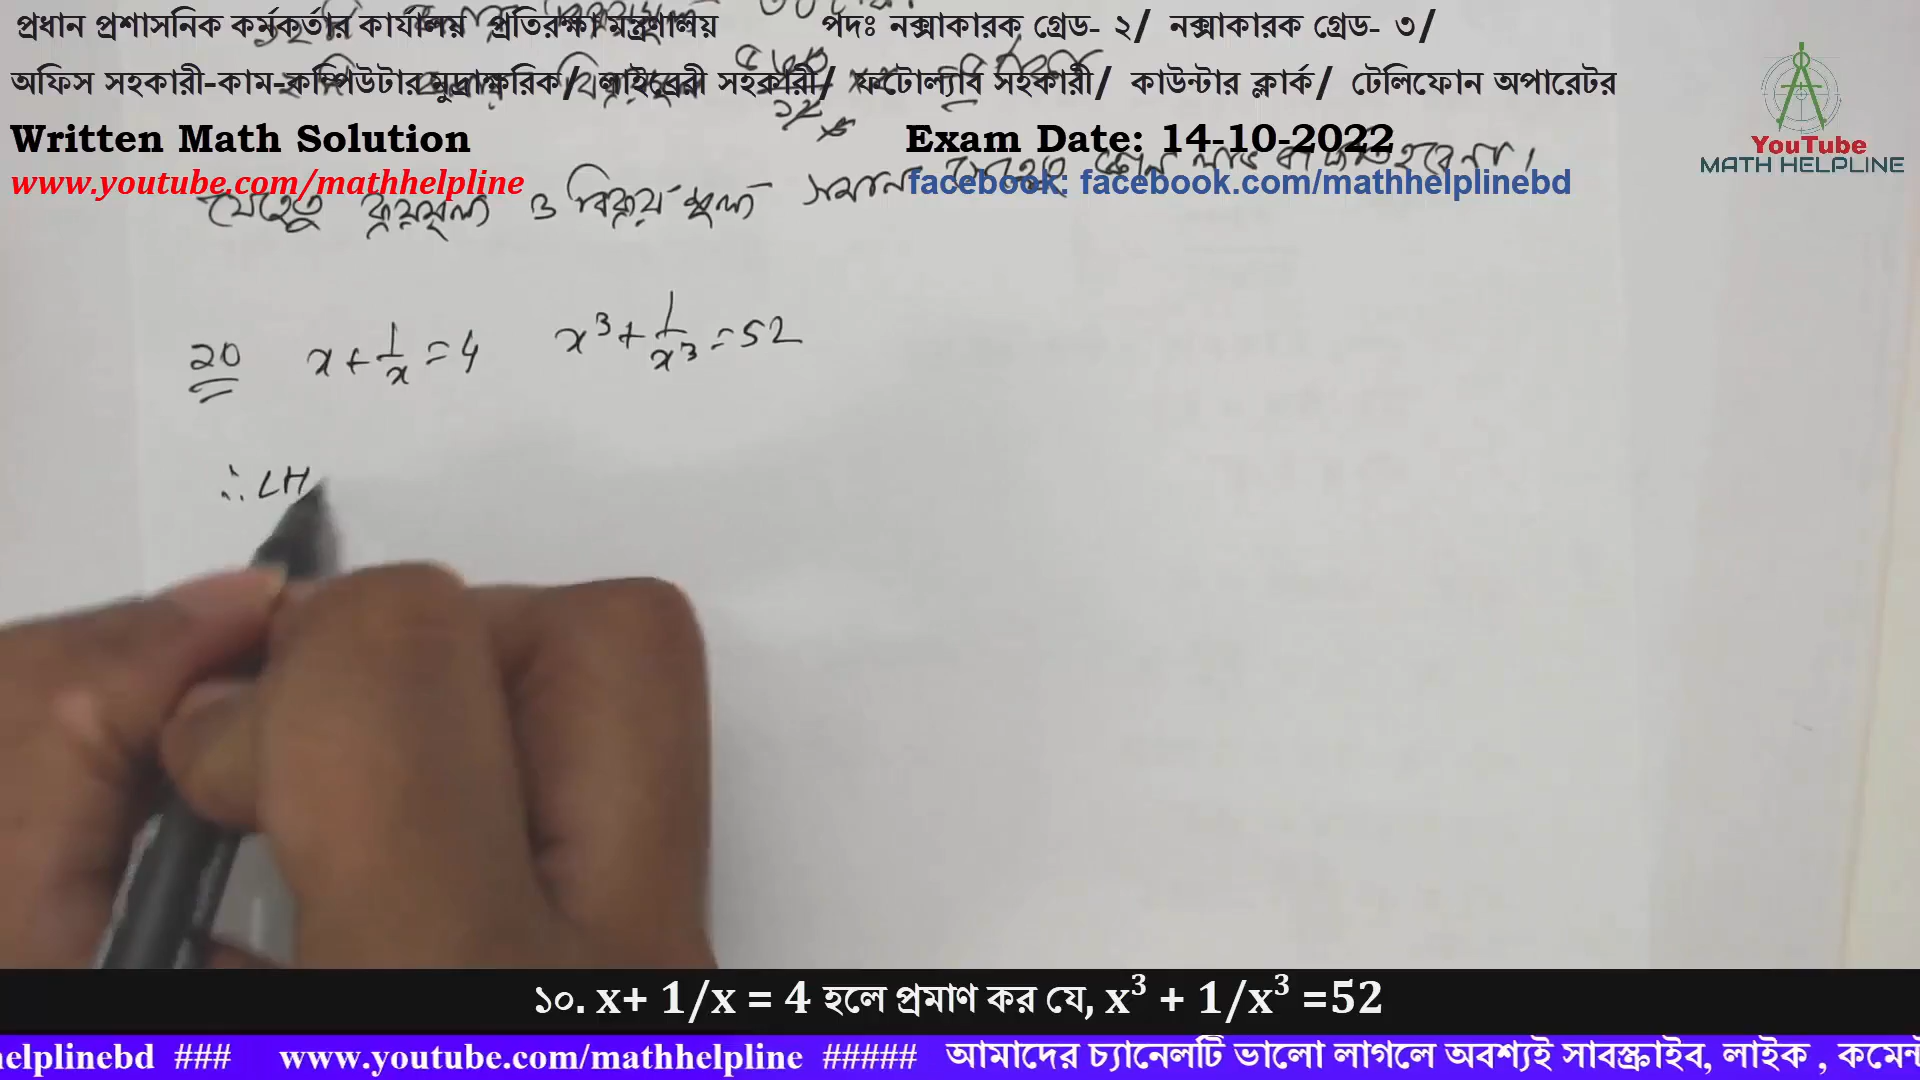 প্রধান প্রশাসনিক কর্মকর্তার কার্যালয় প্রতিরক্ষা মন্ত্রণালয় পদঃ নক্সাকারক গ্রেড- ২/ নক্সাকারক গ্রেড- ৩/
অফিস সহকারী-কাম-কম্পিউটার মুদ্রাক্ষরিক/ লাইব্রেরী সহকারী/ ফটোল্যাব সহকারী/ কাউন্টার ক্লার্ক/ টেলিফোন অপারেটর
Written Math Solution Exam Date: 14-10-2022
YouTube
MATH HELPLINE
www.youtube.com/mathhelpline facebook: facebook.com/mathhelplinebd
যেহেতু ক্রয়মূল্য ও বিক্রয় মূল্য সমান
20 x + 1/x = 4 x³ + 1/x³ = 52
∴ LH
১০. x+ 1/x = 4 হলে প্রমাণ কর যে, x³ + 1/x³ =52
helplinebd ### www.youtube.com/mathhelpline ##### আমাদের চ্যানেলটি ভালো লাগলে অবশ্যই সাবস্ক্রাইব, লাইক , কমেন্ট